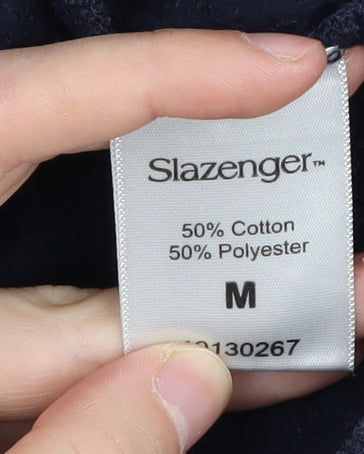 Slazenger™
50% Cotton
50% Polyester
M